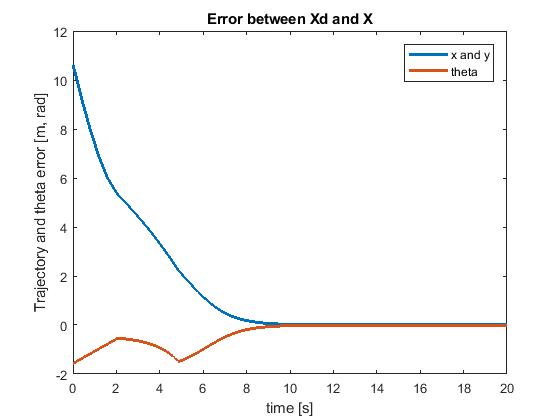 Error between Xd and X
Trajectory and theta error [m, rad]
12
10
8
6
4
2
0
-2
x and y
theta
0 2 4 6 8 10 12 14 16 18 20
time [s]